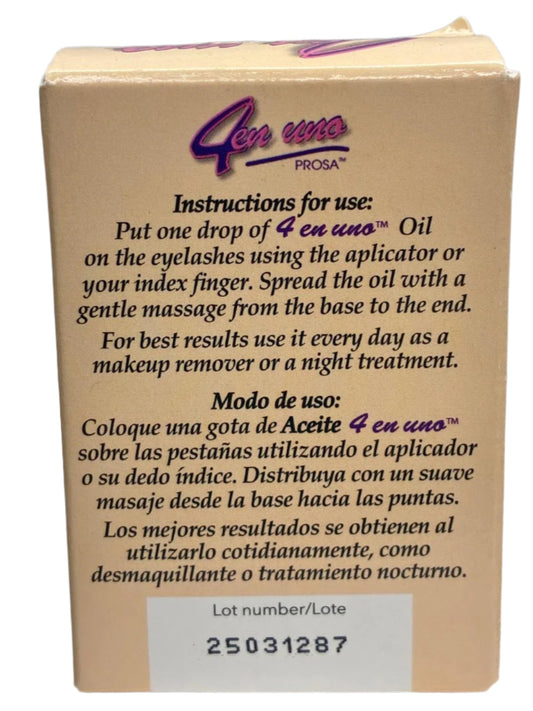 4 en uno
PROSA™
Instructions for use:
Put one drop of 4 en uno™ Oil
on the eyelashes using the aplicator or
your index finger. Spread the oil with a
gentle massage from the base to the end.
For best results use it every day as a
makeup remover or a night treatment.
Modo de uso:
Coloque una gota de Aceite 4 en uno™
sobre las pestañas utilizando el aplicador
o su dedo índice. Distribuya con un suave
masaje desde la base hacia las puntas.
Los mejores resultados se obtienen al
utilizarlo cotidianamente, como
desmaquillante o tratamiento nocturno.
Lot number/Lote
25031287